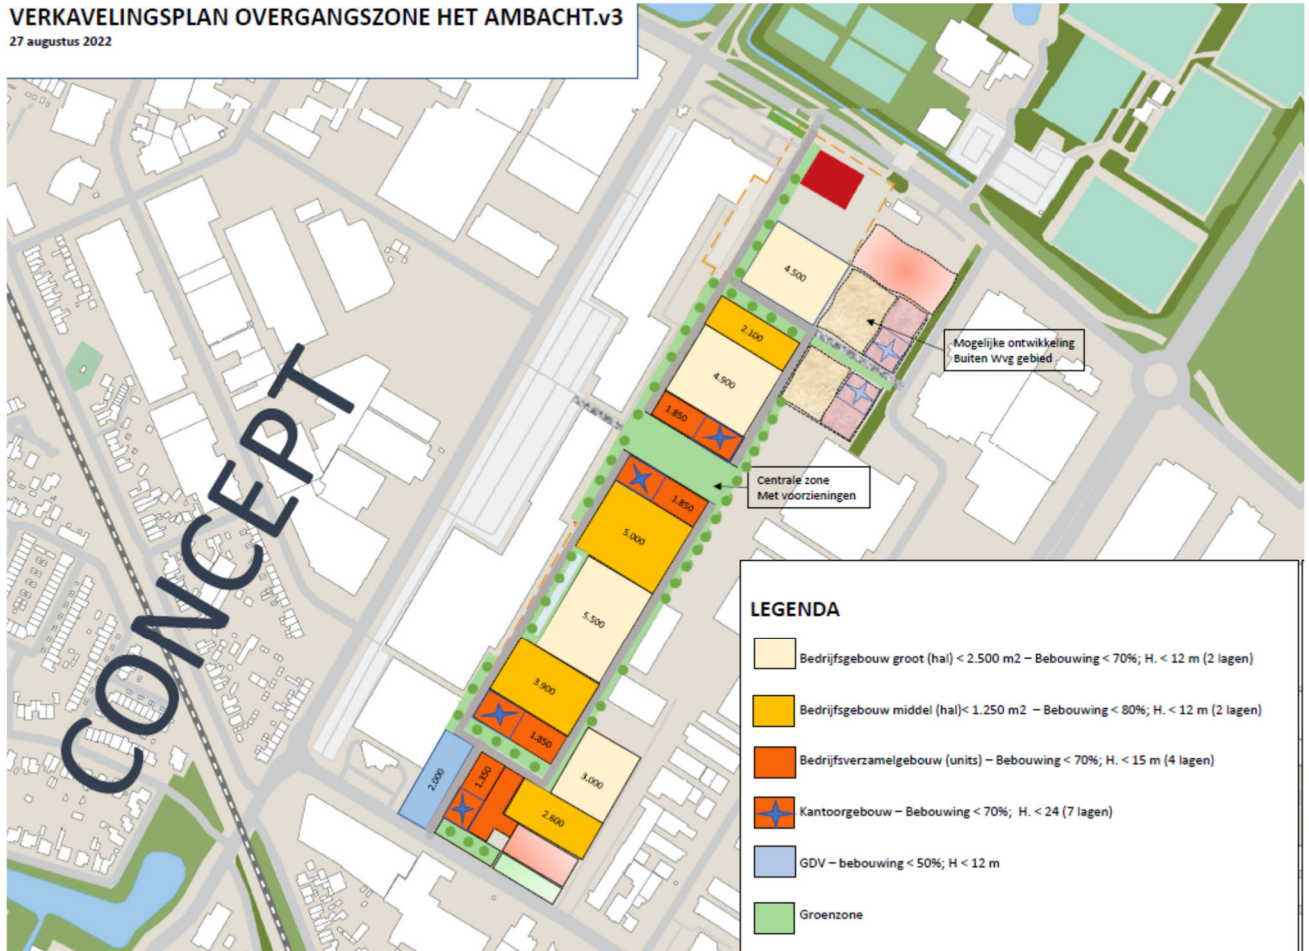 VERKAVELINGSPLAN OVERGANGSZONE HET AMBACHT.v3
27 augustus 2022
CONCEPT
4.500
2.100
4.900
1.850
Mogelijke ontwikkeling
Buiten Wvg gebied
Centrale zone
Met voorzieningen
1.850
5.000
5.500
3.900
1.850
2.000
1.350
3.000
2.600
LEGENDA
Bedrijfsgebouw groot (hal) < 2.500 m2 – Bebouwing < 70%; H. < 12 m (2 lagen)
Bedrijfsgebouw middel (hal)< 1.250 m2 – Bebouwing < 80%; H. < 12 m (2 lagen)
Bedrijfsverzamelgebouw (units) – Bebouwing < 70%; H. < 15 m (4 lagen)
Kantoorgebouw – Bebouwing < 70%; H. < 24 (7 lagen)
GDV – bebouwing < 50%; H < 12 m
Groenzone